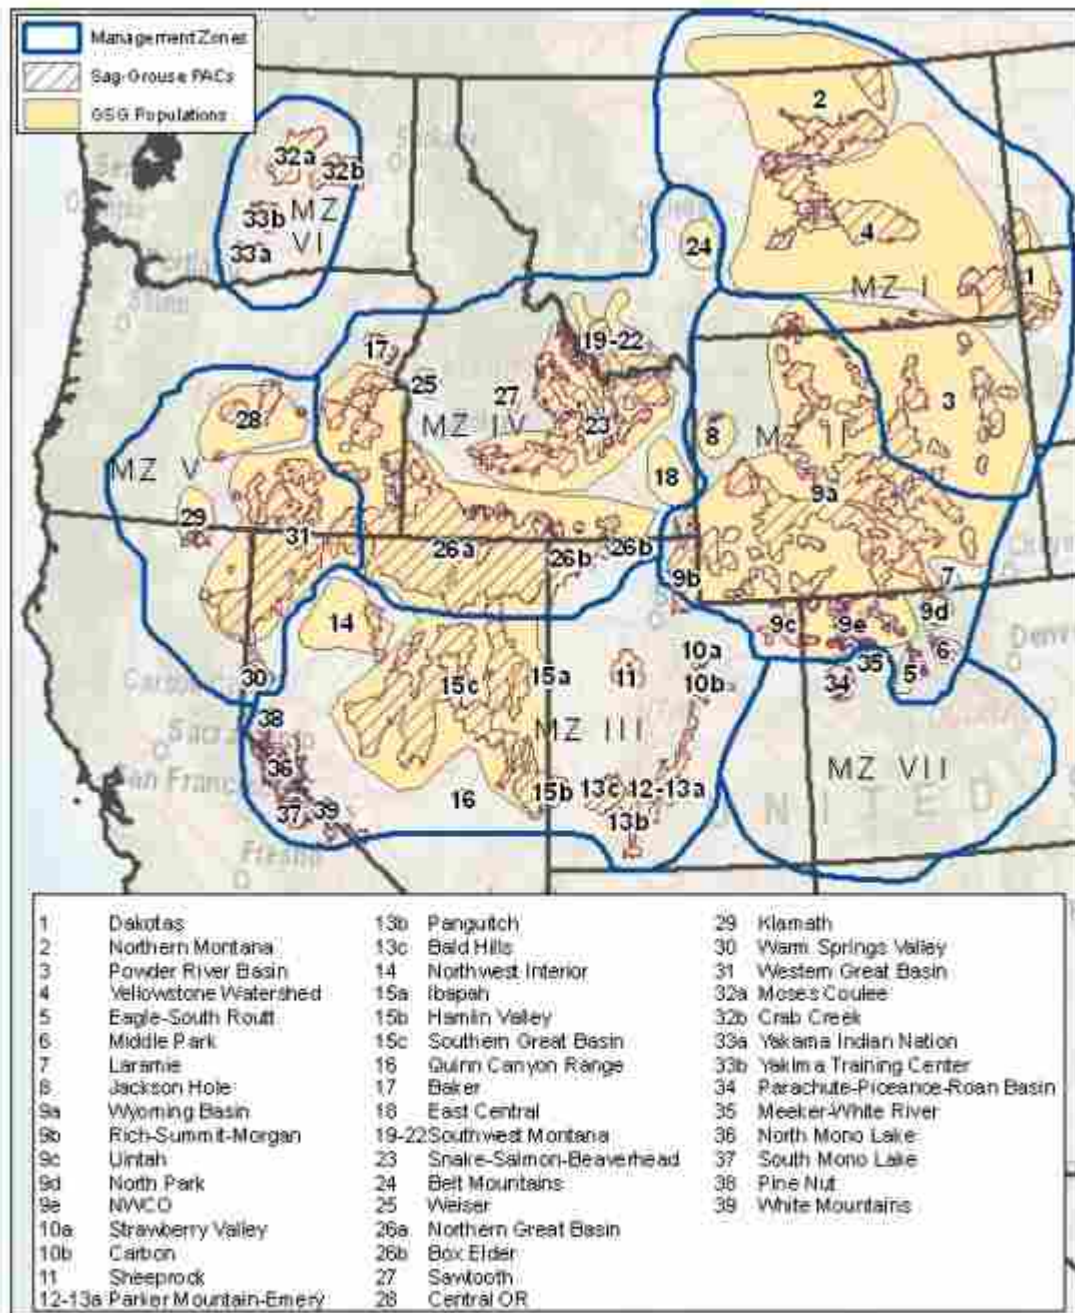 Management Zones
Sag-Grouse PACs
GSG Populations
2
32a
32b
33b
MZ
VI
33a
4
24
1
MZ I
19-22
17
25
27
3
MZ IV
28
23
8
MZ II
MZ V
18
9a
29
31
26a
26b
26b
9b
7
14
9c
9e
9d
10a
6
Denv
30
15c
15a
11
10b
34
35
5
38
MZ III
36
MZ VII
San Franci
16
15b
13c
12-13a
UNITED S
37
39
13b
Fresno
1 Dakotas
2 Northern Montana
3 Powder River Basin
4 Yellowstone Watershed
5 Eagle-South Routt
6 Middle Park
7 Laramie
8 Jackson Hole
9a Wyoming Basin
9b Rich-Summit-Morgan
9c Uintah
9d North Park
9e NWCO
10a Strawberry Valley
10b Carbon
11 Sheeprock
12-13a Parker Mountain-Emery
13b Panguitch
13c Bald Hills
14 Northwest Interior
15a Ibapah
15b Hamlin Valley
15c Southern Great Basin
16 Quinn Canyon Range
17 Baker
18 East Central
19-22 Southwest Montana
23 Snake-Salmon-Beaverhead
24 Belt Mountains
25 Weiser
26a Northern Great Basin
26b Box Elder
27 Sawtooth
28 Central OR
29 Klamath
30 Warm Springs Valley
31 Western Great Basin
32a Moses Coulee
32b Crab Creek
33a Yakama Indian Nation
33b Yakima Training Center
34 Parachute-Piceance-Roan Basin
35 Meeker-White River
36 North Mono Lake
37 South Mono Lake
38 Pine Nut
39 White Mountains